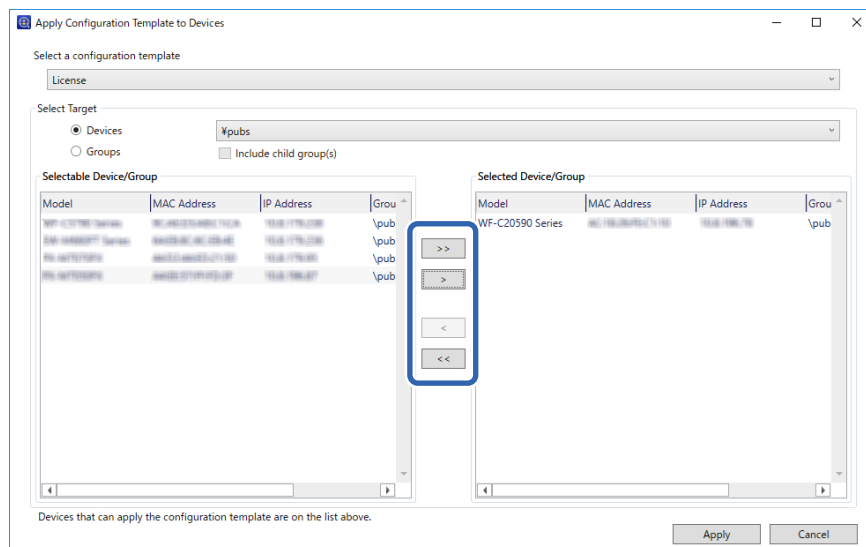 Apply Configuration Template to Devices
Select a configuration template
License
Select Target
Devices
¥pubs
Groups
Include child group(s)
Selectable Device/Group
Selected Device/Group
Model MAC Address IP Address Grou
Model MAC Address IP Address Grou
\pub
WF-C20590 Series \pub
\pub
\pub
\pub
>>
>
<
<<
Devices that can apply the configuration template are on the list above.
Apply
Cancel